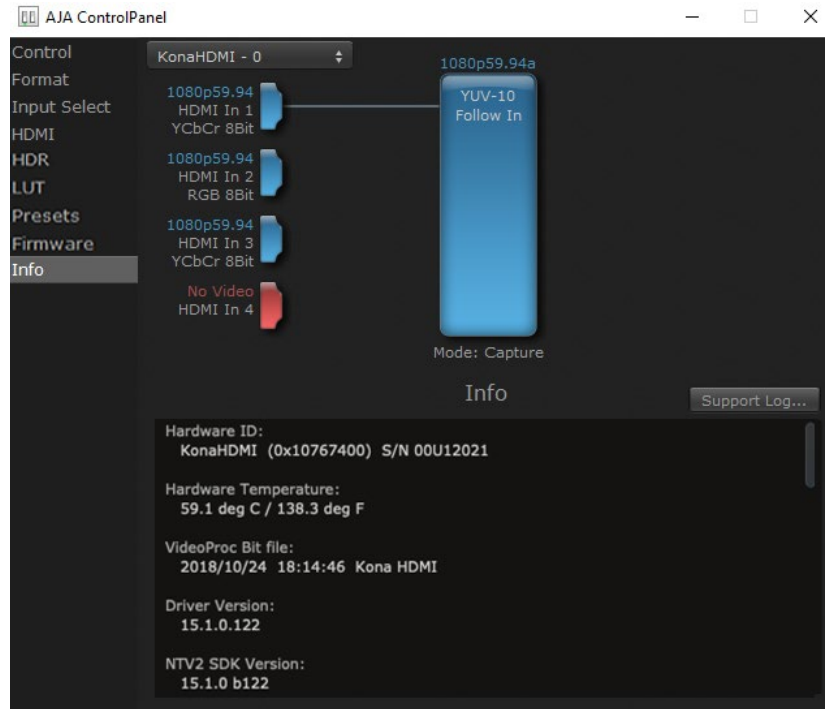 AJA ControlPanel
Control
Format
Input Select
HDMI
HDR
LUT
Presets
Firmware
Info
KonaHDMI - 0
1080p59.94
HDMI In 1
YCbCr 8Bit
1080p59.94
HDMI In 2
RGB 8Bit
1080p59.94
HDMI In 3
YCbCr 8Bit
No Video
HDMI In 4
1080p59.94a
YUV-10
Follow In
Mode: Capture
Info
Support Log...
Hardware ID:
KonaHDMI (0x10767400) S/N 00U12021
Hardware Temperature:
59.1 deg C / 138.3 deg F
VideoProc Bit file:
2018/10/24 18:14:46 Kona HDMI
Driver Version:
15.1.0.122
NTV2 SDK Version:
15.1.0 b122